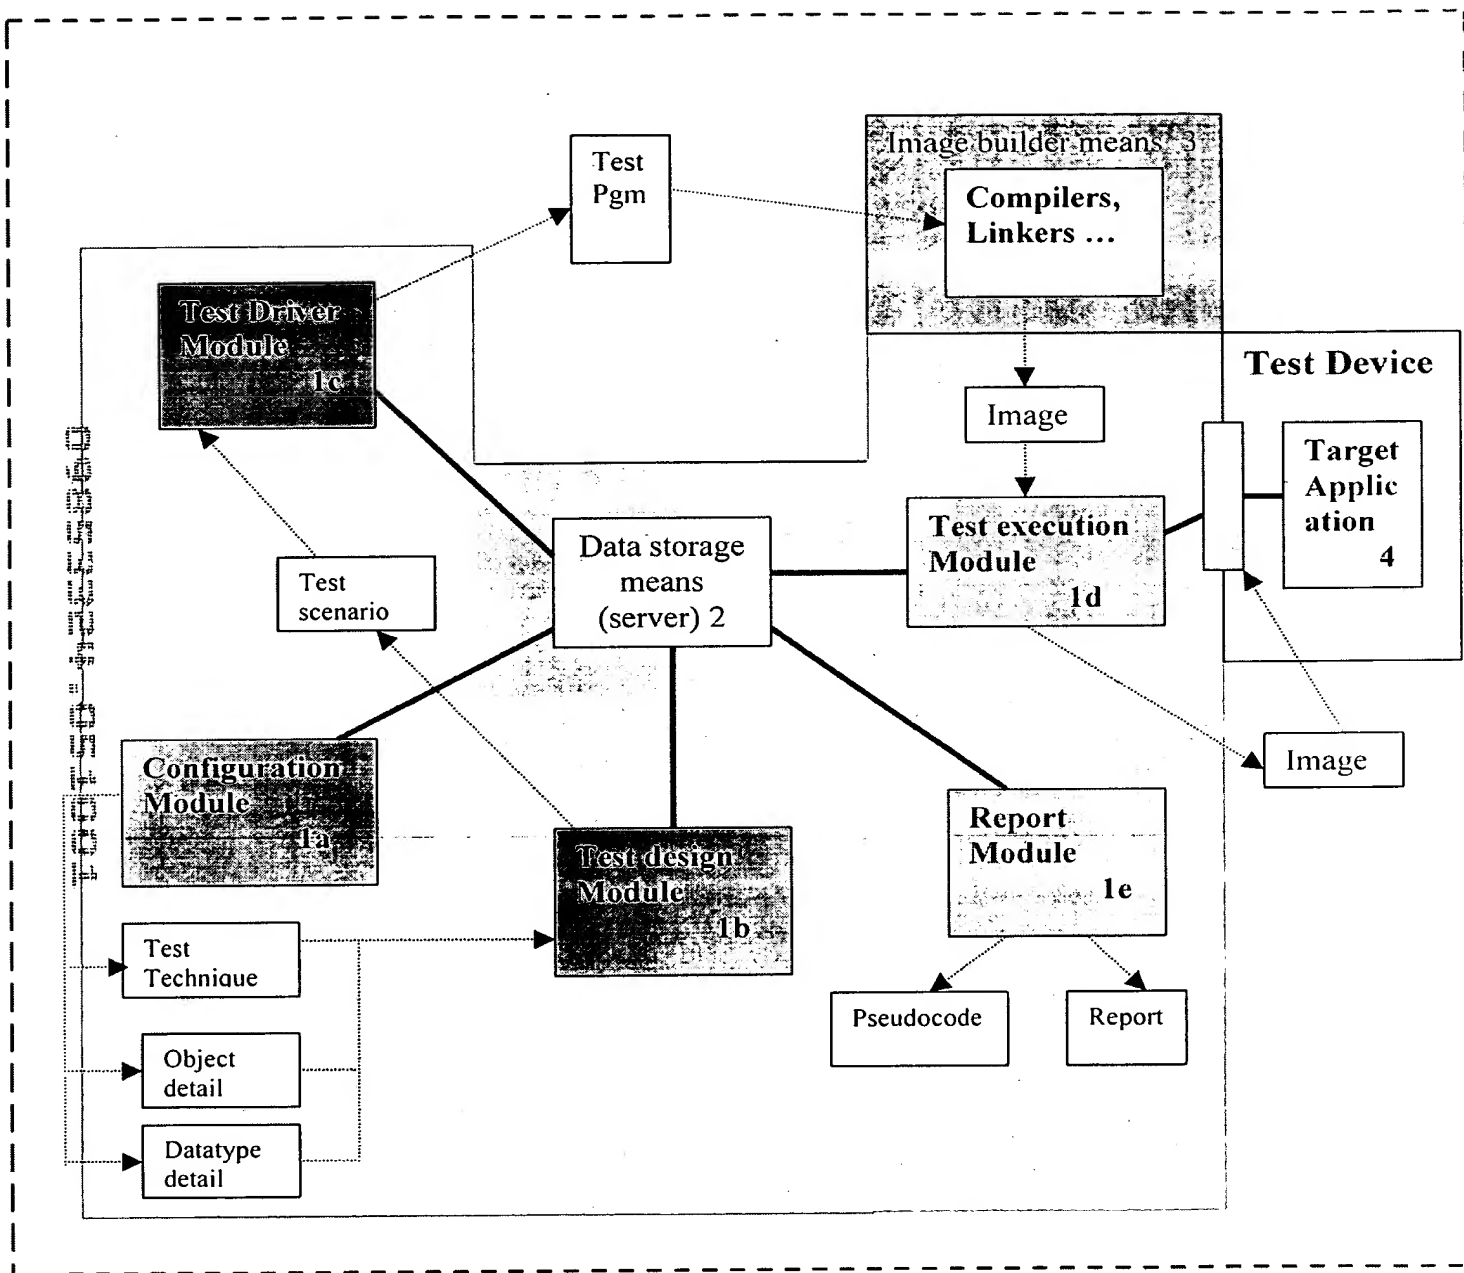 Image builder means 3
Test
Pgm
Compilers,
Linkers ...
Test Driver
Module
1c
Test Device
Image
Target
Applic
ation
4
Test execution
Module
1d
Data storage
means
(server) 2
Test
scenario
Configuration
Module
1a
Image
Report
Module
1e
Test design
Module
1b
Test
Technique
Pseudocode
Report
Object
detail
Datatype
detail